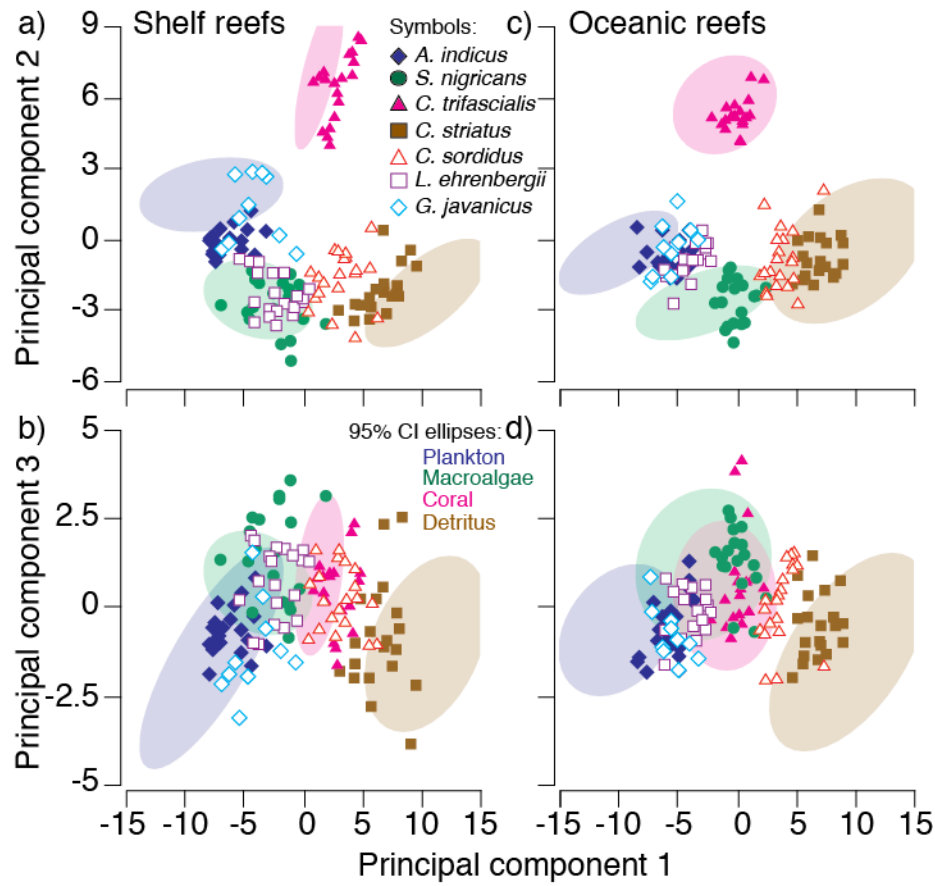 a) Shelf reefs
c) Oceanic reefs
Symbols:
A. indicus
S. nigricans
C. trifascialis
C. striatus
C. sordidus
L. ehrenbergii
G. javanicus
Principal component 2
9
6
3
0
-3
-6
b)
d)
95% CI ellipses:
Plankton
Macroalgae
Coral
Detritus
Principal component 3
5
2.5
0
-2.5
-5
-15 -10 -5 0 5 10 15
-15 -10 -5 0 5 10 15
Principal component 1